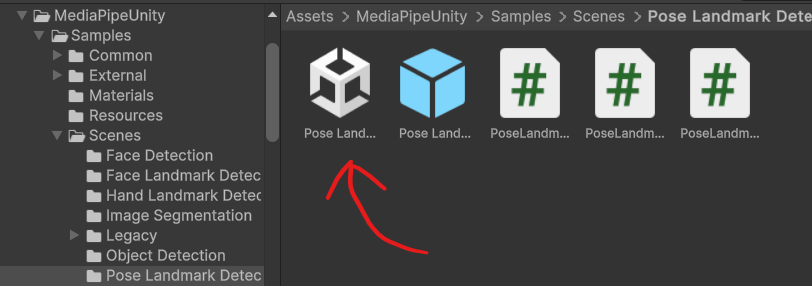 MediaPipeUnity
Samples
Common
External
Materials
Resources
Scenes
Face Detection
Face Landmark Detec
Hand Landmark Detec
Image Segmentation
Legacy
Object Detection
Pose Landmark Detec
Assets > MediaPipeUnity > Samples > Scenes > Pose Landmark Dete
Pose Land... Pose Land... PoseLandm... PoseLandm... PoseLandm...